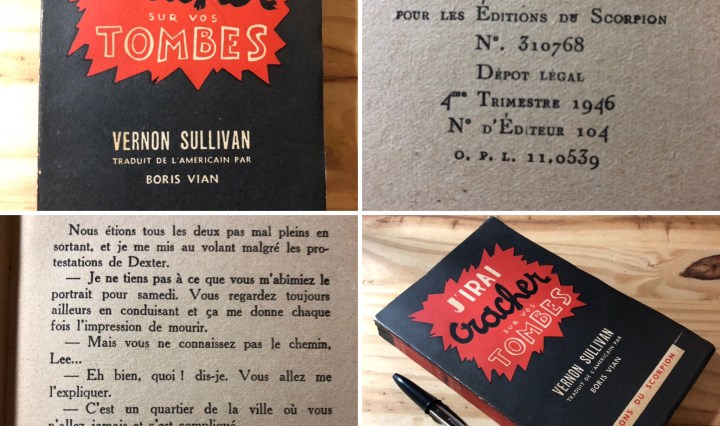 cracher
SUR VOS
TOMBES
VERNON SULLIVAN
TRADUIT DE L'AMERICAIN PAR
BORIS VIAN
POUR LES ÉDITIONS DU SCORPION
N°. 310768
DÉPOT LÉGAL
4me TRIMESTRE 1946
N° D'ÉDITEUR 104
O. P. L. 11.0539
Nous étions tous les deux pas mal pleins en
sortant, et je me mis au volant malgré les pro-
testations de Dexter.
— Je ne tiens pas à ce que vous m'abîmiez le
portrait pour samedi. Vous regardez toujours
ailleurs en conduisant et ça me donne chaque
fois l'impression de mourir.
— Mais vous ne connaissez pas le chemin,
Lee...
— Eh bien, quoi ! dis-je. Vous allez me
l'expliquer.
— C'est un quartier de la ville où vous
n'allez jamais et c'est compliqué.
J'IRAI
cracher
SUR VOS
TOMBES
VERNON SULLIVAN
TRADUIT DE L'AMERICAIN PAR
BORIS VIAN
ONS DU SCORPION